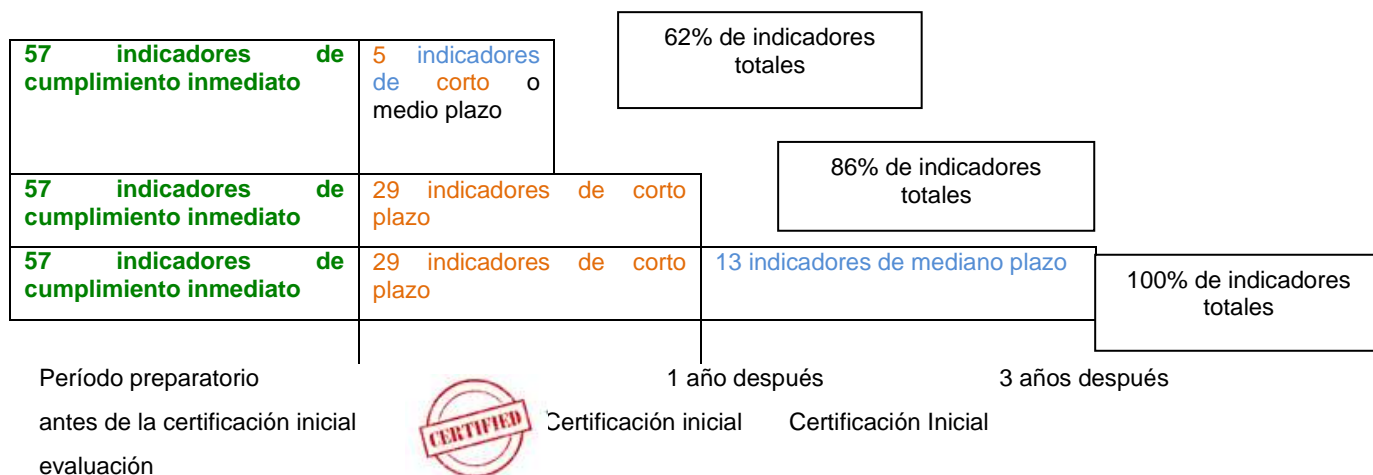 62% de indicadores
totales
57 indicadores de
cumplimiento inmediato
5 indicadores
de corto o
medio plazo
86% de indicadores
totales
57 indicadores de
cumplimiento inmediato
29 indicadores de corto
plazo
57 indicadores de
cumplimiento inmediato
29 indicadores de corto
plazo
13 indicadores de mediano plazo
100% de indicadores
totales
Período preparatorio
1 año después
3 años después
antes de la certificación inicial
CERTIFIED
Certificación inicial
Certificación Inicial
evaluación